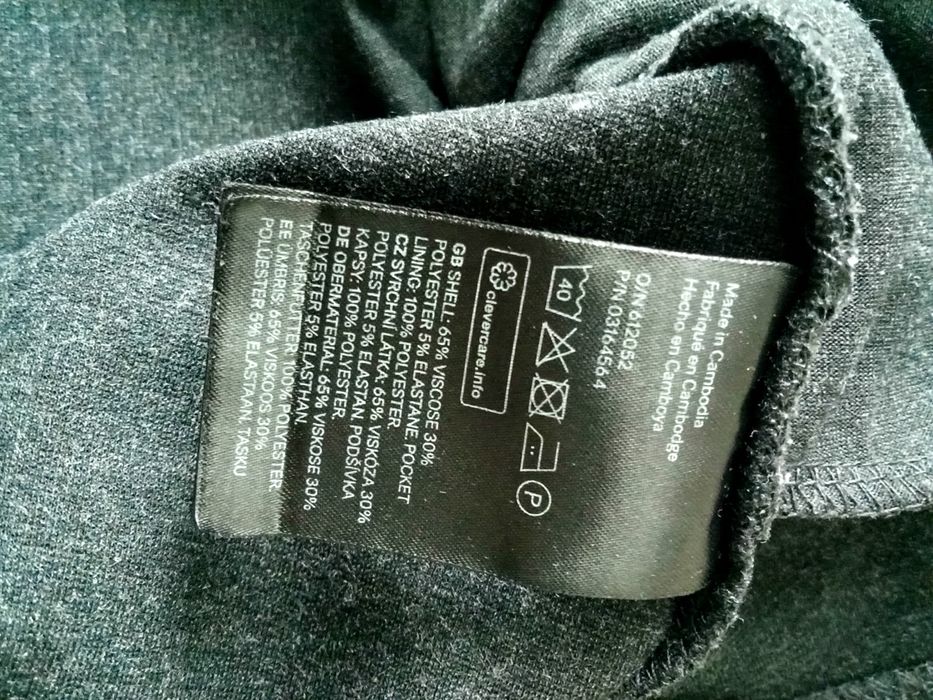 Made in Cambodia
Fabriqué en Cambodge
Hecho en Camboya
O/N 612052
P/N 03164564
40
P
clevercare.info
GB SHELL: 65% VISCOSE 30%
POLYESTER 5% ELASTANE. POCKET
LINING: 100% POLYESTER.
CZ SVRCHNÍ LÁTKA: 65% VISKÓZA 30%
POLYESTER 5% ELASTAN. PODŠÍVKA
KAPSY: 100% POLYESTER.
DE OBERMATERIAL: 65% VISKOSE 30%
POLYESTER 5% ELASTHAN.
TASCHENFUTTER: 100% POLYESTER.
EE ÜMBRIS: 65% VISKOOS 30%
POLÜESTER 5% ELASTAAN. TASKU